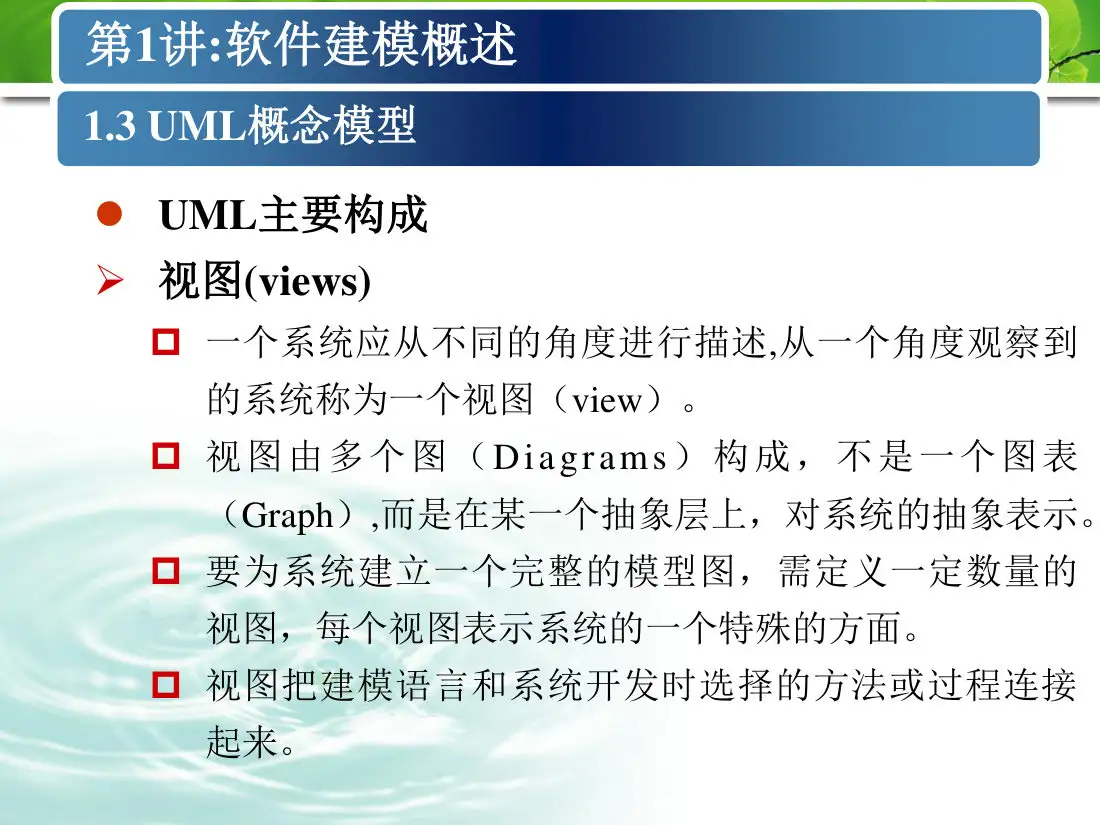 第1讲:软件建模概述
1.3 UML概念模型
UML主要构成
视图(views)
一个系统应从不同的角度进行描述,从一个角度观察到
的系统称为一个视图（view）。
视图由多个图（Diagrams）构成，不是一个图表
（Graph）,而是在某一个抽象层上，对系统的抽象表示。
要为系统建立一个完整的模型图，需定义一定数量的
视图，每个视图表示系统的一个特殊的方面。
视图把建模语言和系统开发时选择的方法或过程连接
起来。